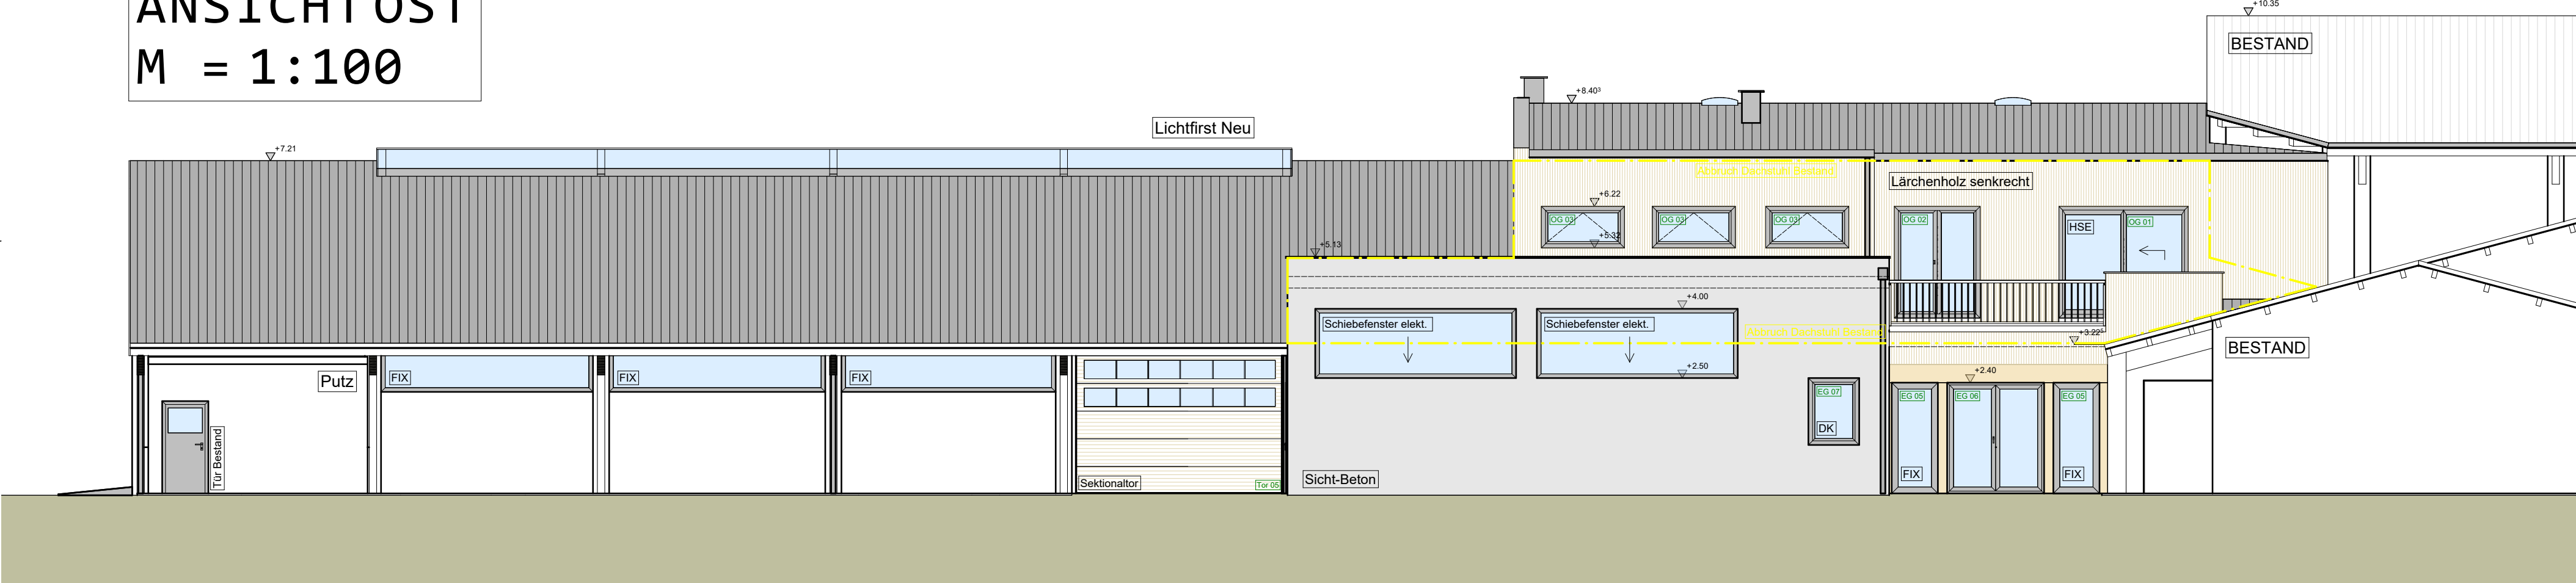 ANSICHT OST
M = 1:100
+10.35
BESTAND
+8.40³
Lichtfirst Neu
+7.21
Abbruch Dachstuhl Bestand
Lärchenholz senkrecht
+6.22
OG 03
OG 03
OG 03
OG 02
HSE
OG 01
+5.32
+5.13
+4.00
Schiebefenster elekt.
Schiebefenster elekt.
Abbruch Dachstuhl Bestand
+3.22⁵
BESTAND
+2.50
+2.40
Putz
FIX
FIX
FIX
EG 07
DK
EG 05
EG 06
EG 05
Tür Bestand
FIX
FIX
Sektionaltor
Tor 05
Sicht-Beton